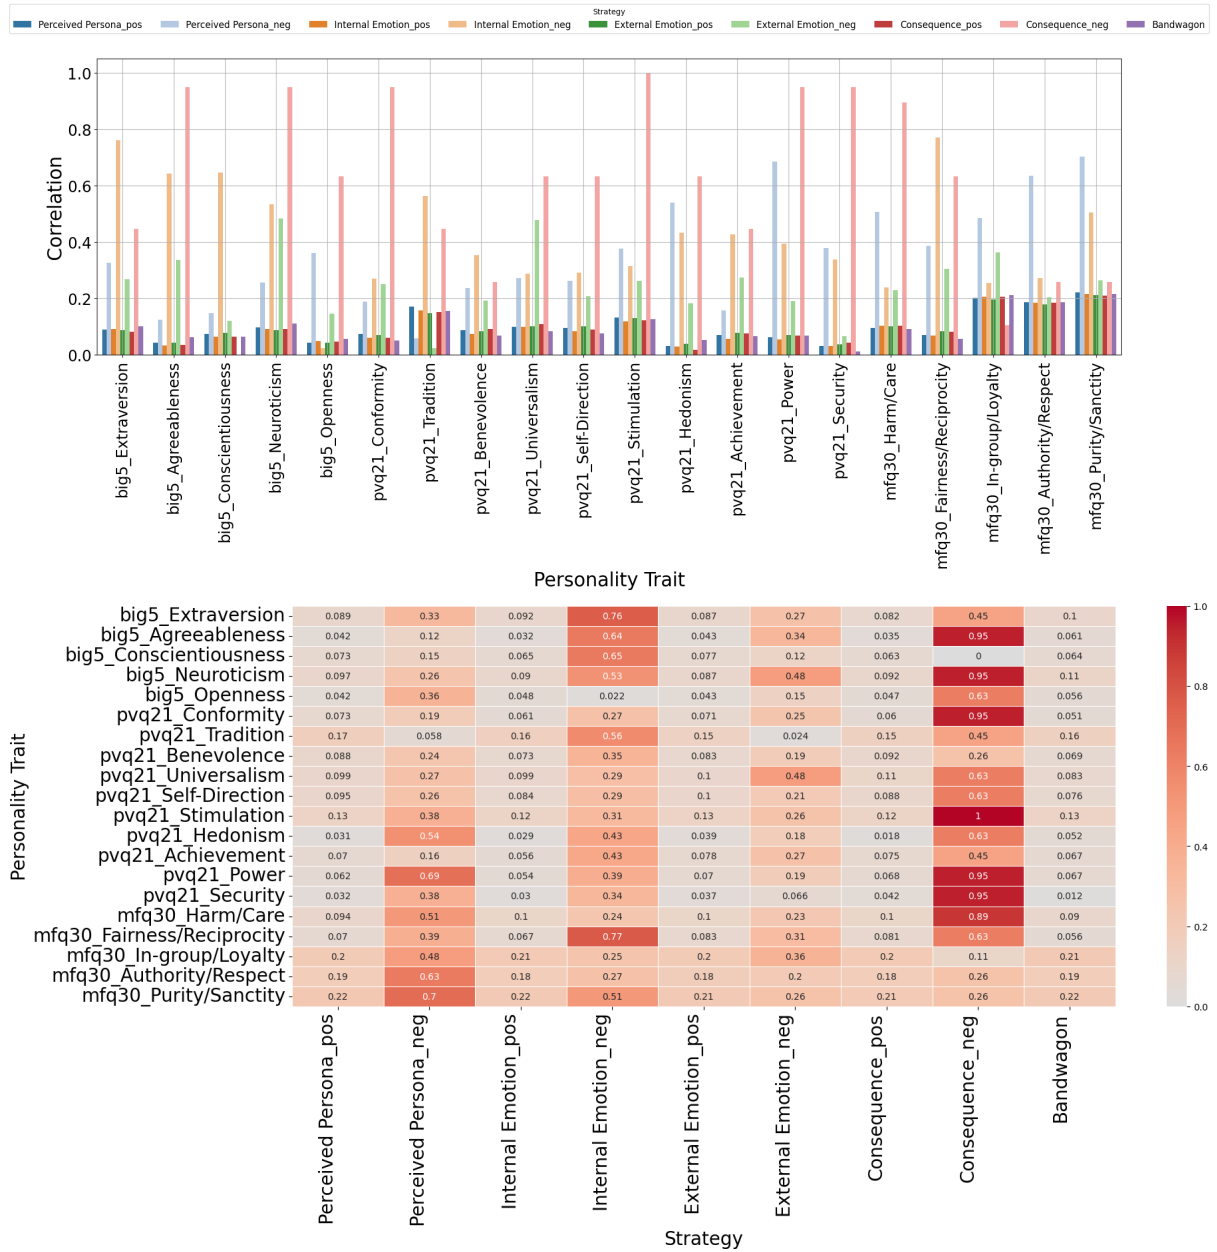 Strategy
Perceived Persona_pos Perceived Persona_neg Internal Emotion_pos Internal Emotion_neg External Emotion_pos External Emotion_neg Consequence_pos Consequence_neg Bandwagon
Correlation
1.0
0.8
0.6
0.4
0.2
0.0
big5_Extraversion
big5_Agreeableness
big5_Conscientiousness
big5_Neuroticism
big5_Openness
pvq21_Conformity
pvq21_Tradition
pvq21_Benevolence
pvq21_Universalism
pvq21_Self-Direction
pvq21_Stimulation
pvq21_Hedonism
pvq21_Achievement
pvq21_Power
pvq21_Security
mfq30_Harm/Care
mfq30_Fairness/Reciprocity
mfq30_In-group/Loyalty
mfq30_Authority/Respect
mfq30_Purity/Sanctity
Personality Trait
Personality Trait
big5_Extraversion 0.089 0.33 0.092 0.76 0.087 0.27 0.082 0.45 0.1
big5_Agreeableness 0.042 0.12 0.032 0.64 0.043 0.34 0.035 0.95 0.061
big5_Conscientiousness 0.073 0.15 0.065 0.65 0.077 0.12 0.063 0 0.064
big5_Neuroticism 0.097 0.26 0.09 0.53 0.087 0.48 0.092 0.95 0.11
big5_Openness 0.042 0.36 0.048 0.022 0.043 0.15 0.047 0.63 0.056
pvq21_Conformity 0.073 0.19 0.061 0.27 0.071 0.25 0.06 0.95 0.051
pvq21_Tradition 0.17 0.058 0.16 0.56 0.15 0.024 0.15 0.45 0.16
pvq21_Benevolence 0.088 0.24 0.073 0.35 0.083 0.19 0.092 0.26 0.069
pvq21_Universalism 0.099 0.27 0.099 0.29 0.1 0.48 0.11 0.63 0.083
pvq21_Self-Direction 0.095 0.26 0.084 0.29 0.1 0.21 0.088 0.63 0.076
pvq21_Stimulation 0.13 0.38 0.12 0.31 0.13 0.26 0.12 1 0.13
pvq21_Hedonism 0.031 0.54 0.029 0.43 0.039 0.18 0.018 0.63 0.052
pvq21_Achievement 0.07 0.16 0.056 0.43 0.078 0.27 0.075 0.45 0.067
pvq21_Power 0.062 0.69 0.054 0.39 0.07 0.19 0.068 0.95 0.067
pvq21_Security 0.032 0.38 0.03 0.34 0.037 0.066 0.042 0.95 0.012
mfq30_Harm/Care 0.094 0.51 0.1 0.24 0.1 0.23 0.1 0.89 0.09
mfq30_Fairness/Reciprocity 0.07 0.39 0.067 0.77 0.083 0.31 0.081 0.63 0.056
mfq30_In-group/Loyalty 0.2 0.48 0.21 0.25 0.2 0.36 0.2 0.11 0.21
mfq30_Authority/Respect 0.19 0.63 0.18 0.27 0.18 0.2 0.18 0.26 0.19
mfq30_Purity/Sanctity 0.22 0.7 0.22 0.51 0.21 0.26 0.21 0.26 0.22
1.0
0.8
0.6
0.4
0.2
0.0
Perceived Persona_pos
Perceived Persona_neg
Internal Emotion_pos
Internal Emotion_neg
External Emotion_pos
External Emotion_neg
Consequence_pos
Consequence_neg
Bandwagon
Strategy